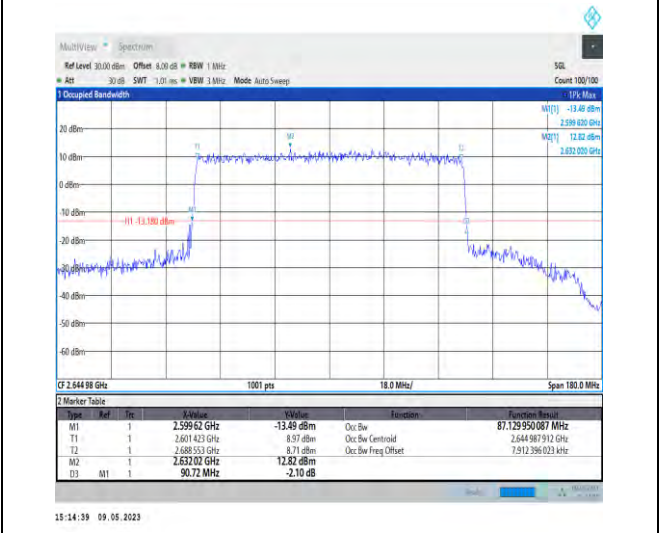 MultiView Spectrum
Ref Level 30.00 dBm Offset 8.00 dB RBW 1 MHz SGL
Att 30 dB SWT 1.01 ms VBW 3 MHz Mode Auto Sweep Count 100/100
1 Occupied Bandwidth 1Pk Max
M1[1] -13.49 dBm
2.599 620 GHz
M2[1] 12.82 dBm
2.632 020 GHz
20 dBm
M2
T1 T2
10 dBm
0 dBm
-10 dBm
M1
H1 -13.180 dBm
D3
-20 dBm
-30 dBm
-40 dBm
-50 dBm
-60 dBm
CF 2.644 98 GHz 1001 pts 18.0 MHz/ Span 180.0 MHz
2 Marker Table
Type Ref Trc X-Value Y-Value Function Function Result
M1 1 2.599 62 GHz -13.49 dBm Occ Bw 87.129 950 087 MHz
T1 1 2.601 423 GHz 8.97 dBm Occ Bw Centroid 2.644 987 912 GHz
T2 1 2.688 553 GHz 8.71 dBm Occ Bw Freq Offset 7.912 396 023 kHz
M2 1 2.632 02 GHz 12.82 dBm
D3 M1 1 90.72 MHz -2.10 dB
15:14:39 09.05.2023